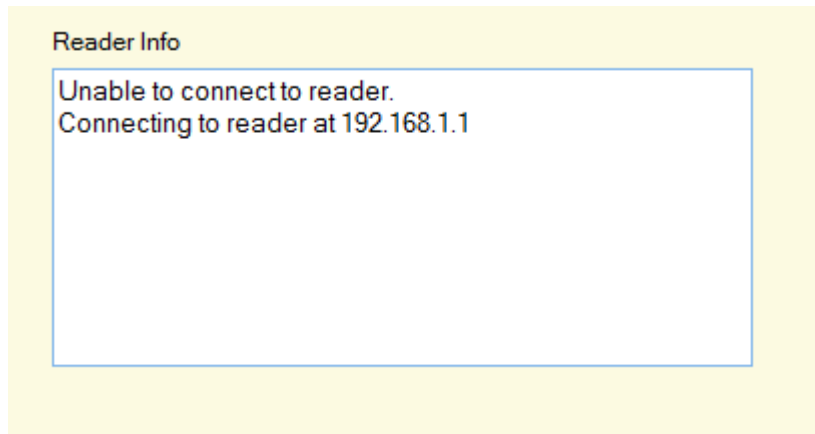 Reader Info
Unable to connect to reader.
Connecting to reader at 192.168.1.1